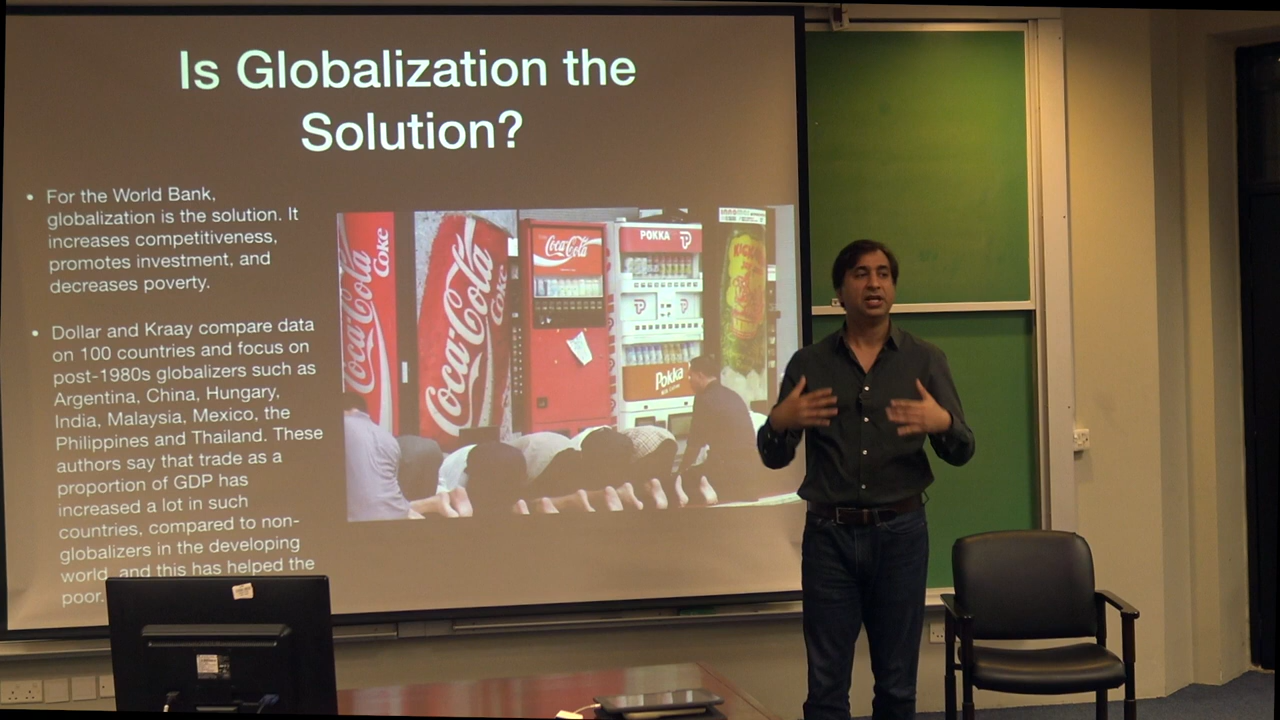 Is Globalization the
Solution?
• For the World Bank,
globalization is the solution. It
increases competitiveness,
promotes investment, and
decreases poverty.
• Dollar and Kraay compare data
on 100 countries and focus on
post-1980s globalizers such as
Argentina, China, Hungary,
India, Malaysia, Mexico, the
Philippines and Thailand. These
authors say that trade as a
proportion of GDP has
increased a lot in such
countries, compared to non-
globalizers in the developing
world, and this has helped the
poor.
Coca-Cola
Coke
Coca-Cola
Coke
Coca-Cola
POKKA
Pokka